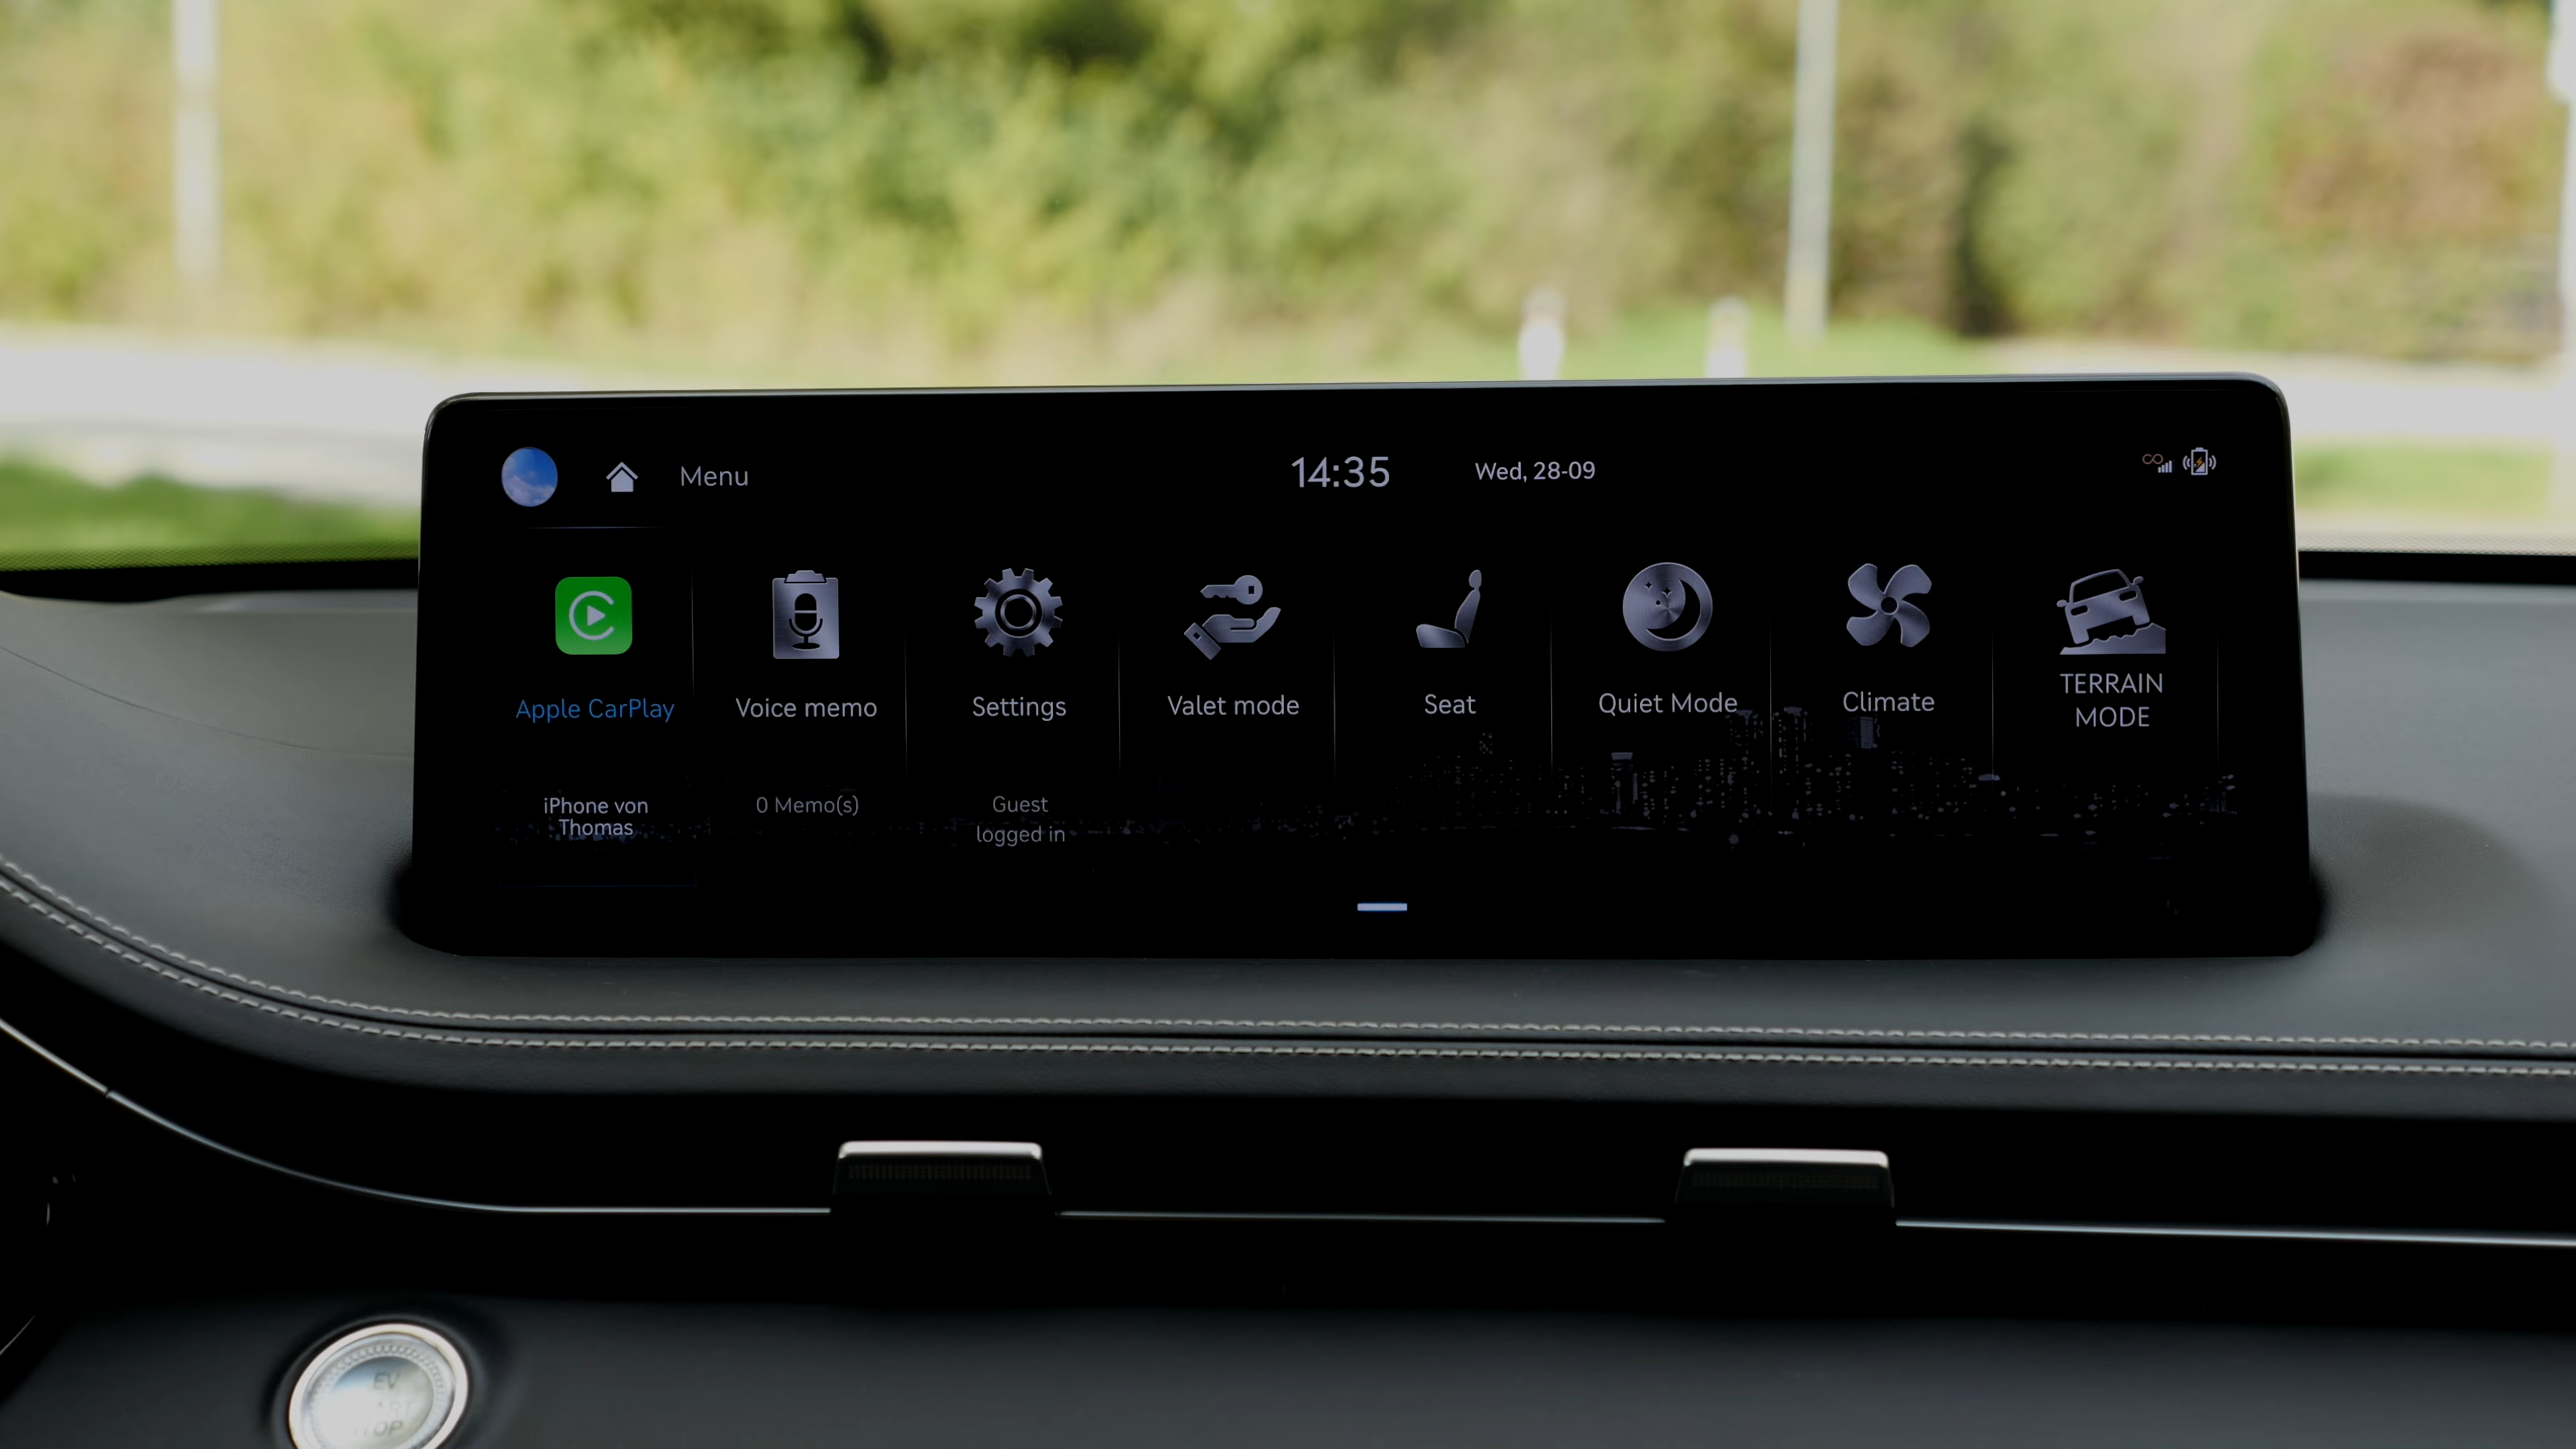 Menu
14:35
Wed, 28-09
Apple CarPlay
Voice memo
Settings
Valet mode
Seat
Quiet Mode
Climate
TERRAIN
MODE
iPhone von
Thomas
0 Memo(s)
Guest
logged in
EV